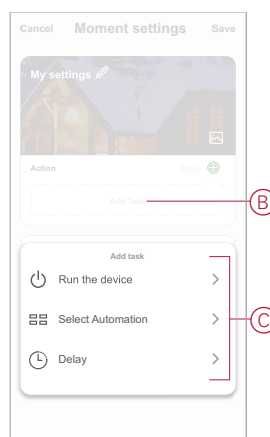 Cancel Moment settings Save
My settings
Action
Add task
B
Add task
Run the device
C
Select Automation
Delay